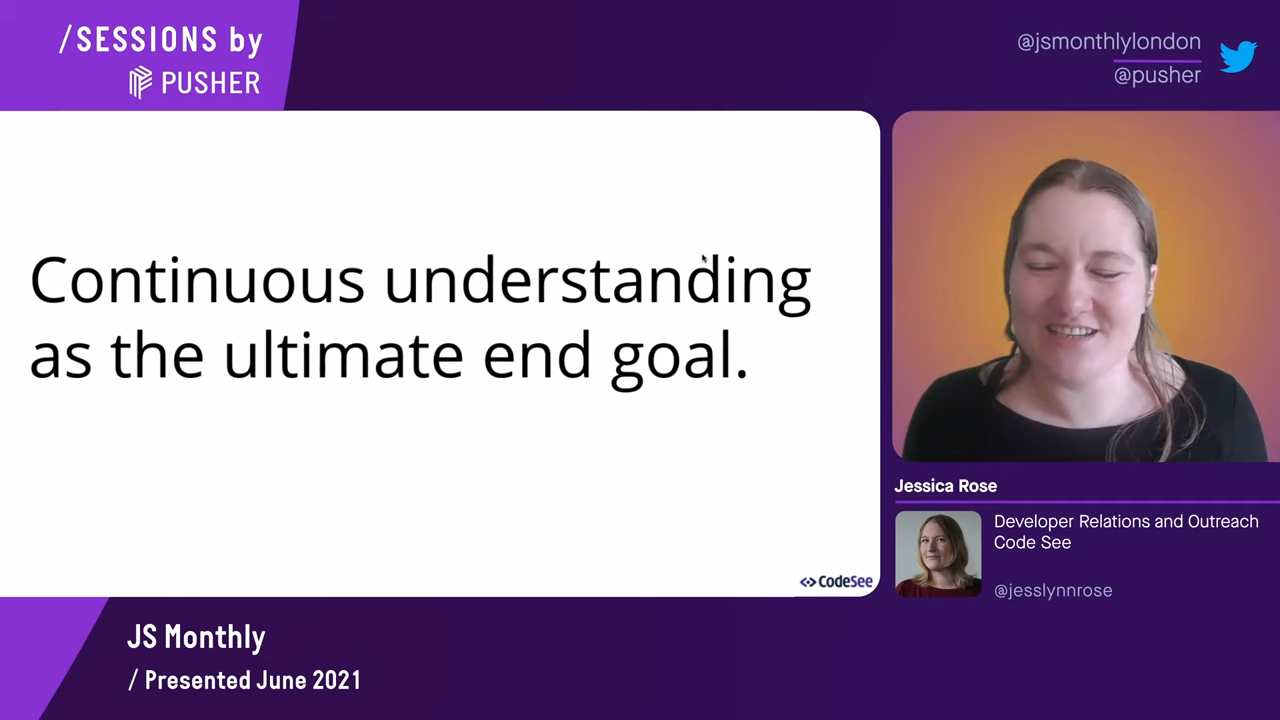 /SESSIONS by
PUSHER
@jsmonthlylondon
@pusher
Continuous understanding
as the ultimate end goal.
CodeSee
Jessica Rose
Developer Relations and Outreach
Code See
@jesslynnrose
JS Monthly
/ Presented June 2021